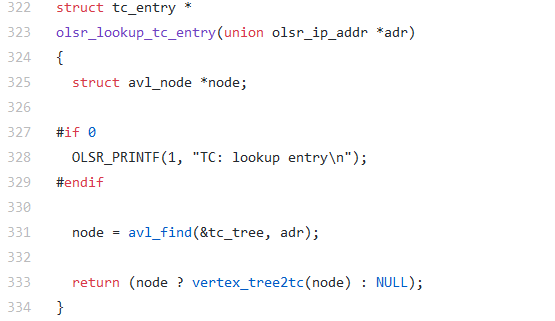 322 struct tc_entry *
323 olsr_lookup_tc_entry(union olsr_ip_addr *adr)
324 {
325   struct avl_node *node;
326
327 #if 0
328   OLSR_PRINTF(1, "TC: lookup entry\n");
329 #endif
330
331   node = avl_find(&tc_tree, adr);
332
333   return (node ? vertex_tree2tc(node) : NULL);
334 }